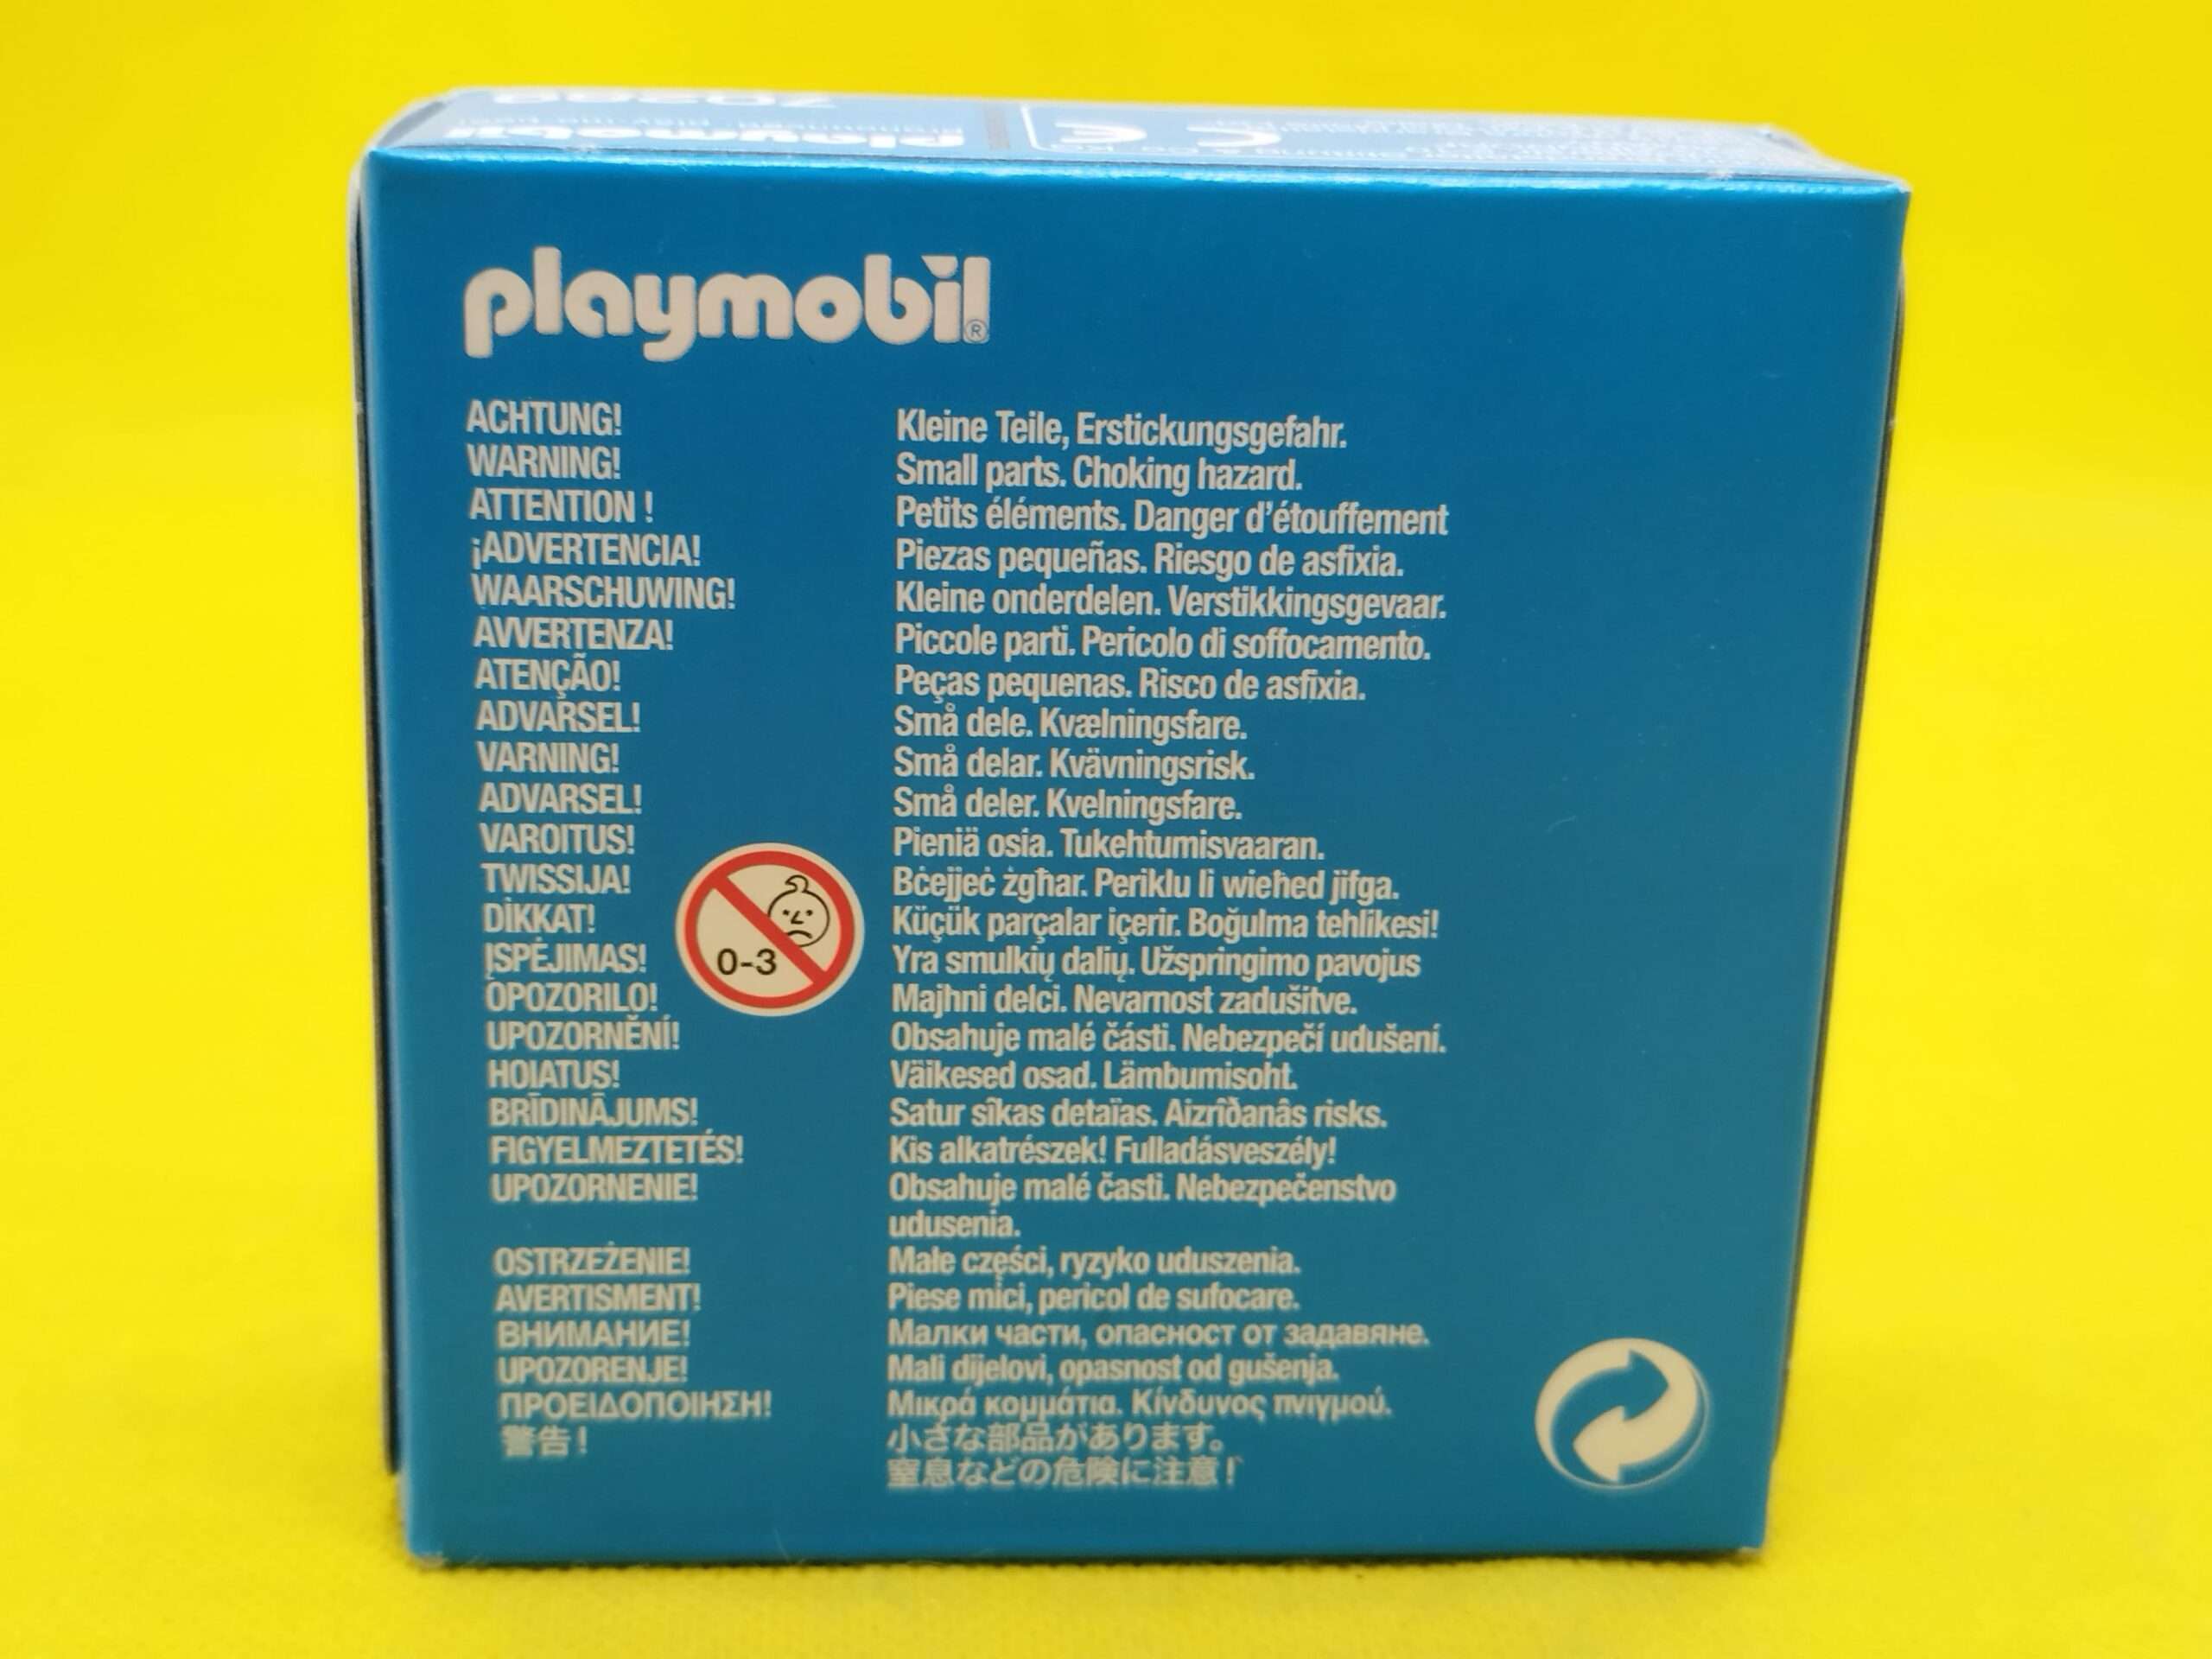 playmobil®
ACHTUNG! Kleine Teile, Erstickungsgefahr.
WARNING! Small parts. Choking hazard.
ATTENTION ! Petits éléments. Danger d'étouffement
¡ADVERTENCIA! Piezas pequeñas. Riesgo de asfixia.
WAARSCHUWING! Kleine onderdelen. Verstikkingsgevaar.
AVVERTENZA! Piccole parti. Pericolo di soffocamento.
ATENÇÃO! Peças pequenas. Risco de asfixia.
ADVARSEL! Små dele. Kvælningsfare.
VARNING! Små delar. Kvävningsrisk.
ADVARSEL! Små deler. Kvelningsfare.
VAROITUS! Pieniä osia. Tukehtumisvaaran.
TWISSIJA! Bċejjeċ żgħar. Periklu li wieħed jifga.
DİKKAT! Küçük parçalar içerir. Boğulma tehlikesi!
ĮSPĖJIMAS! Yra smulkių dalių. Užspringimo pavojus
OPOZORILO! Majhni delci. Nevarnost zadušitve.
UPOZORNĚNÍ! Obsahuje malé části. Nebezpečí udušení.
HOIATUS! Väikesed osad. Lämbumisoht.
BRĪDINĀJUMS! Satur sîkas detaïas. Aizrîðanâs risks.
FIGYELMEZTETÉS! Kis alkatrészek! Fulladásveszély!
UPOZORNENIE! Obsahuje malé časti. Nebezpečenstvo
udusenia.
OSTRZEŻENIE! Małe części, ryzyko uduszenia.
AVERTISMENT! Piese mici, pericol de sufocare.
ВНИМАНИЕ! Малки части, опасност от задавяне.
UPOZORENJE! Mali dijelovi, opasnost od gušenja.
ΠΡΟΕΙΔΟΠΟΙΗΣΗ! Μικρά κομμάτια. Κίνδυνος πνιγμού.
警告! 小さな部品があります。
窒息などの危険に注意!
0-3